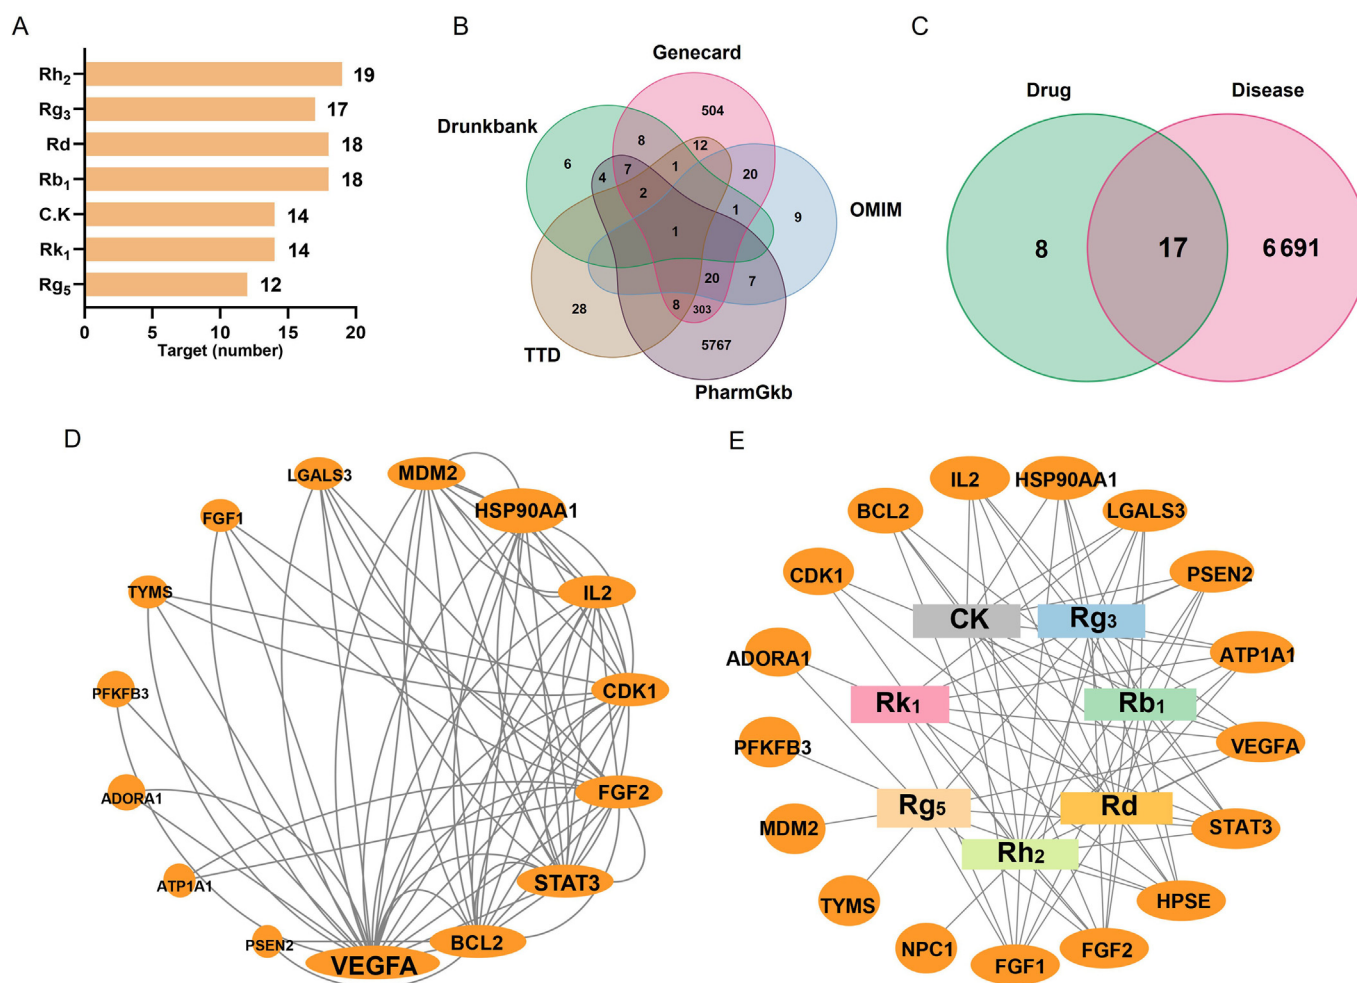 A
Rh2 19
Rg3 17
Rd 18
Rb1 18
C.K 14
Rk1 14
Rg5 12
0 5 10 15 20
Target (number)
B
Genecard
504
Drunkbank
8 12
6
7 1
4 20
2
1 9 OMIM
1
20 7
28 8 303
TTD 5767
PharmGkb
C
Drug Disease
8 17 6 691
D
LGALS3 MDM2
HSP90AA1
FGF1
TYMS IL2
PFKFB3 CDK1
ADORA1 FGF2
ATP1A1 STAT3
PSEN2 BCL2
VEGFA
E
IL2 HSP90AA1
BCL2 LGALS3
CDK1 PSEN2
CK Rg3
ADORA1 ATP1A1
Rk1 Rb1
PFKFB3 VEGFA
Rg5 Rd
MDM2 STAT3
Rh2
TYMS HPSE
NPC1 FGF2
FGF1